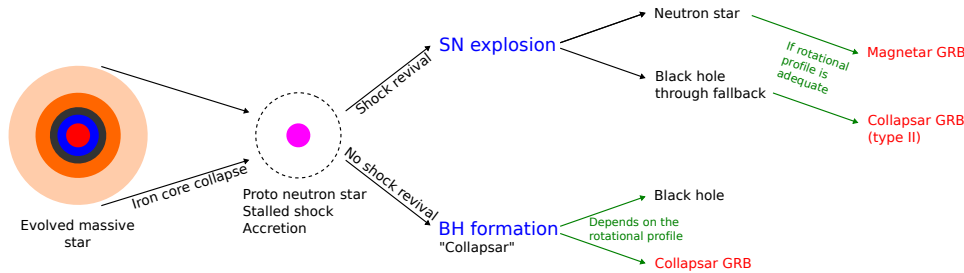 Evolved massive
star
Iron core collapse
Proto neutron star
Stalled shock
Accretion
Shock revival
No shock revival
SN explosion
Neutron star
Black hole
through fallback
If rotational
profile is
adequate
Magnetar GRB
Collapsar GRB
(type II)
BH formation
"Collapsar"
Black hole
Depends on the
rotational profile
Collapsar GRB